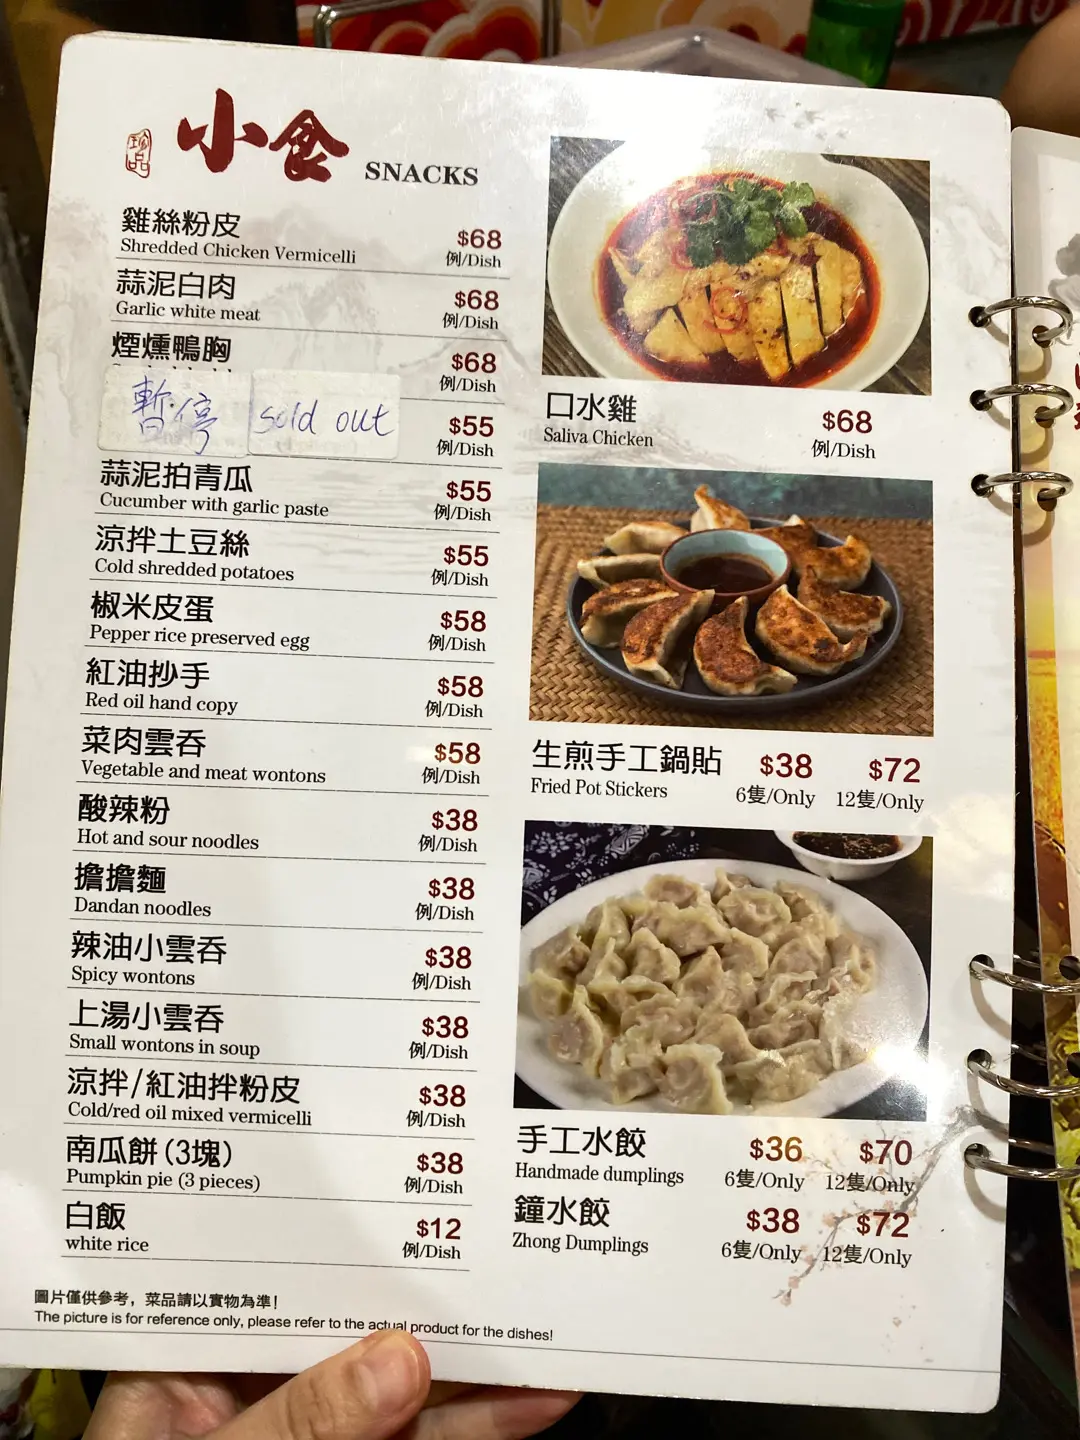 珍品
小食 SNACKS
雞絲粉皮
Shredded Chicken Vermicelli
$68
例/Dish
蒜泥白肉
Garlic white meat
$68
例/Dish
煙燻鴨胸
$68
例/Dish
暫停 sold out
$55
例/Dish
蒜泥拍青瓜
Cucumber with garlic paste
$55
例/Dish
涼拌土豆絲
Cold shredded potatoes
$55
例/Dish
椒米皮蛋
Pepper rice preserved egg
$58
例/Dish
紅油抄手
Red oil hand copy
$58
例/Dish
菜肉雲吞
Vegetable and meat wontons
$58
例/Dish
酸辣粉
Hot and sour noodles
$38
例/Dish
擔擔麵
Dandan noodles
$38
例/Dish
辣油小雲吞
Spicy wontons
$38
例/Dish
上湯小雲吞
Small wontons in soup
$38
例/Dish
涼拌/紅油拌粉皮
Cold/red oil mixed vermicelli
$38
例/Dish
南瓜餅(3塊)
Pumpkin pie (3 pieces)
$38
例/Dish
白飯
white rice
$12
例/Dish
口水雞
Saliva Chicken
$68
例/Dish
生煎手工鍋貼
Fried Pot Stickers
$38 $72
6隻/Only 12隻/Only
手工水餃
Handmade dumplings
$36 $70
6隻/Only 12隻/Only
鐘水餃
Zhong Dumplings
$38 $72
6隻/Only 12隻/Only
圖片僅供參考，菜品請以實物為準！
The picture is for reference only, please refer to the actual product for the dishes!